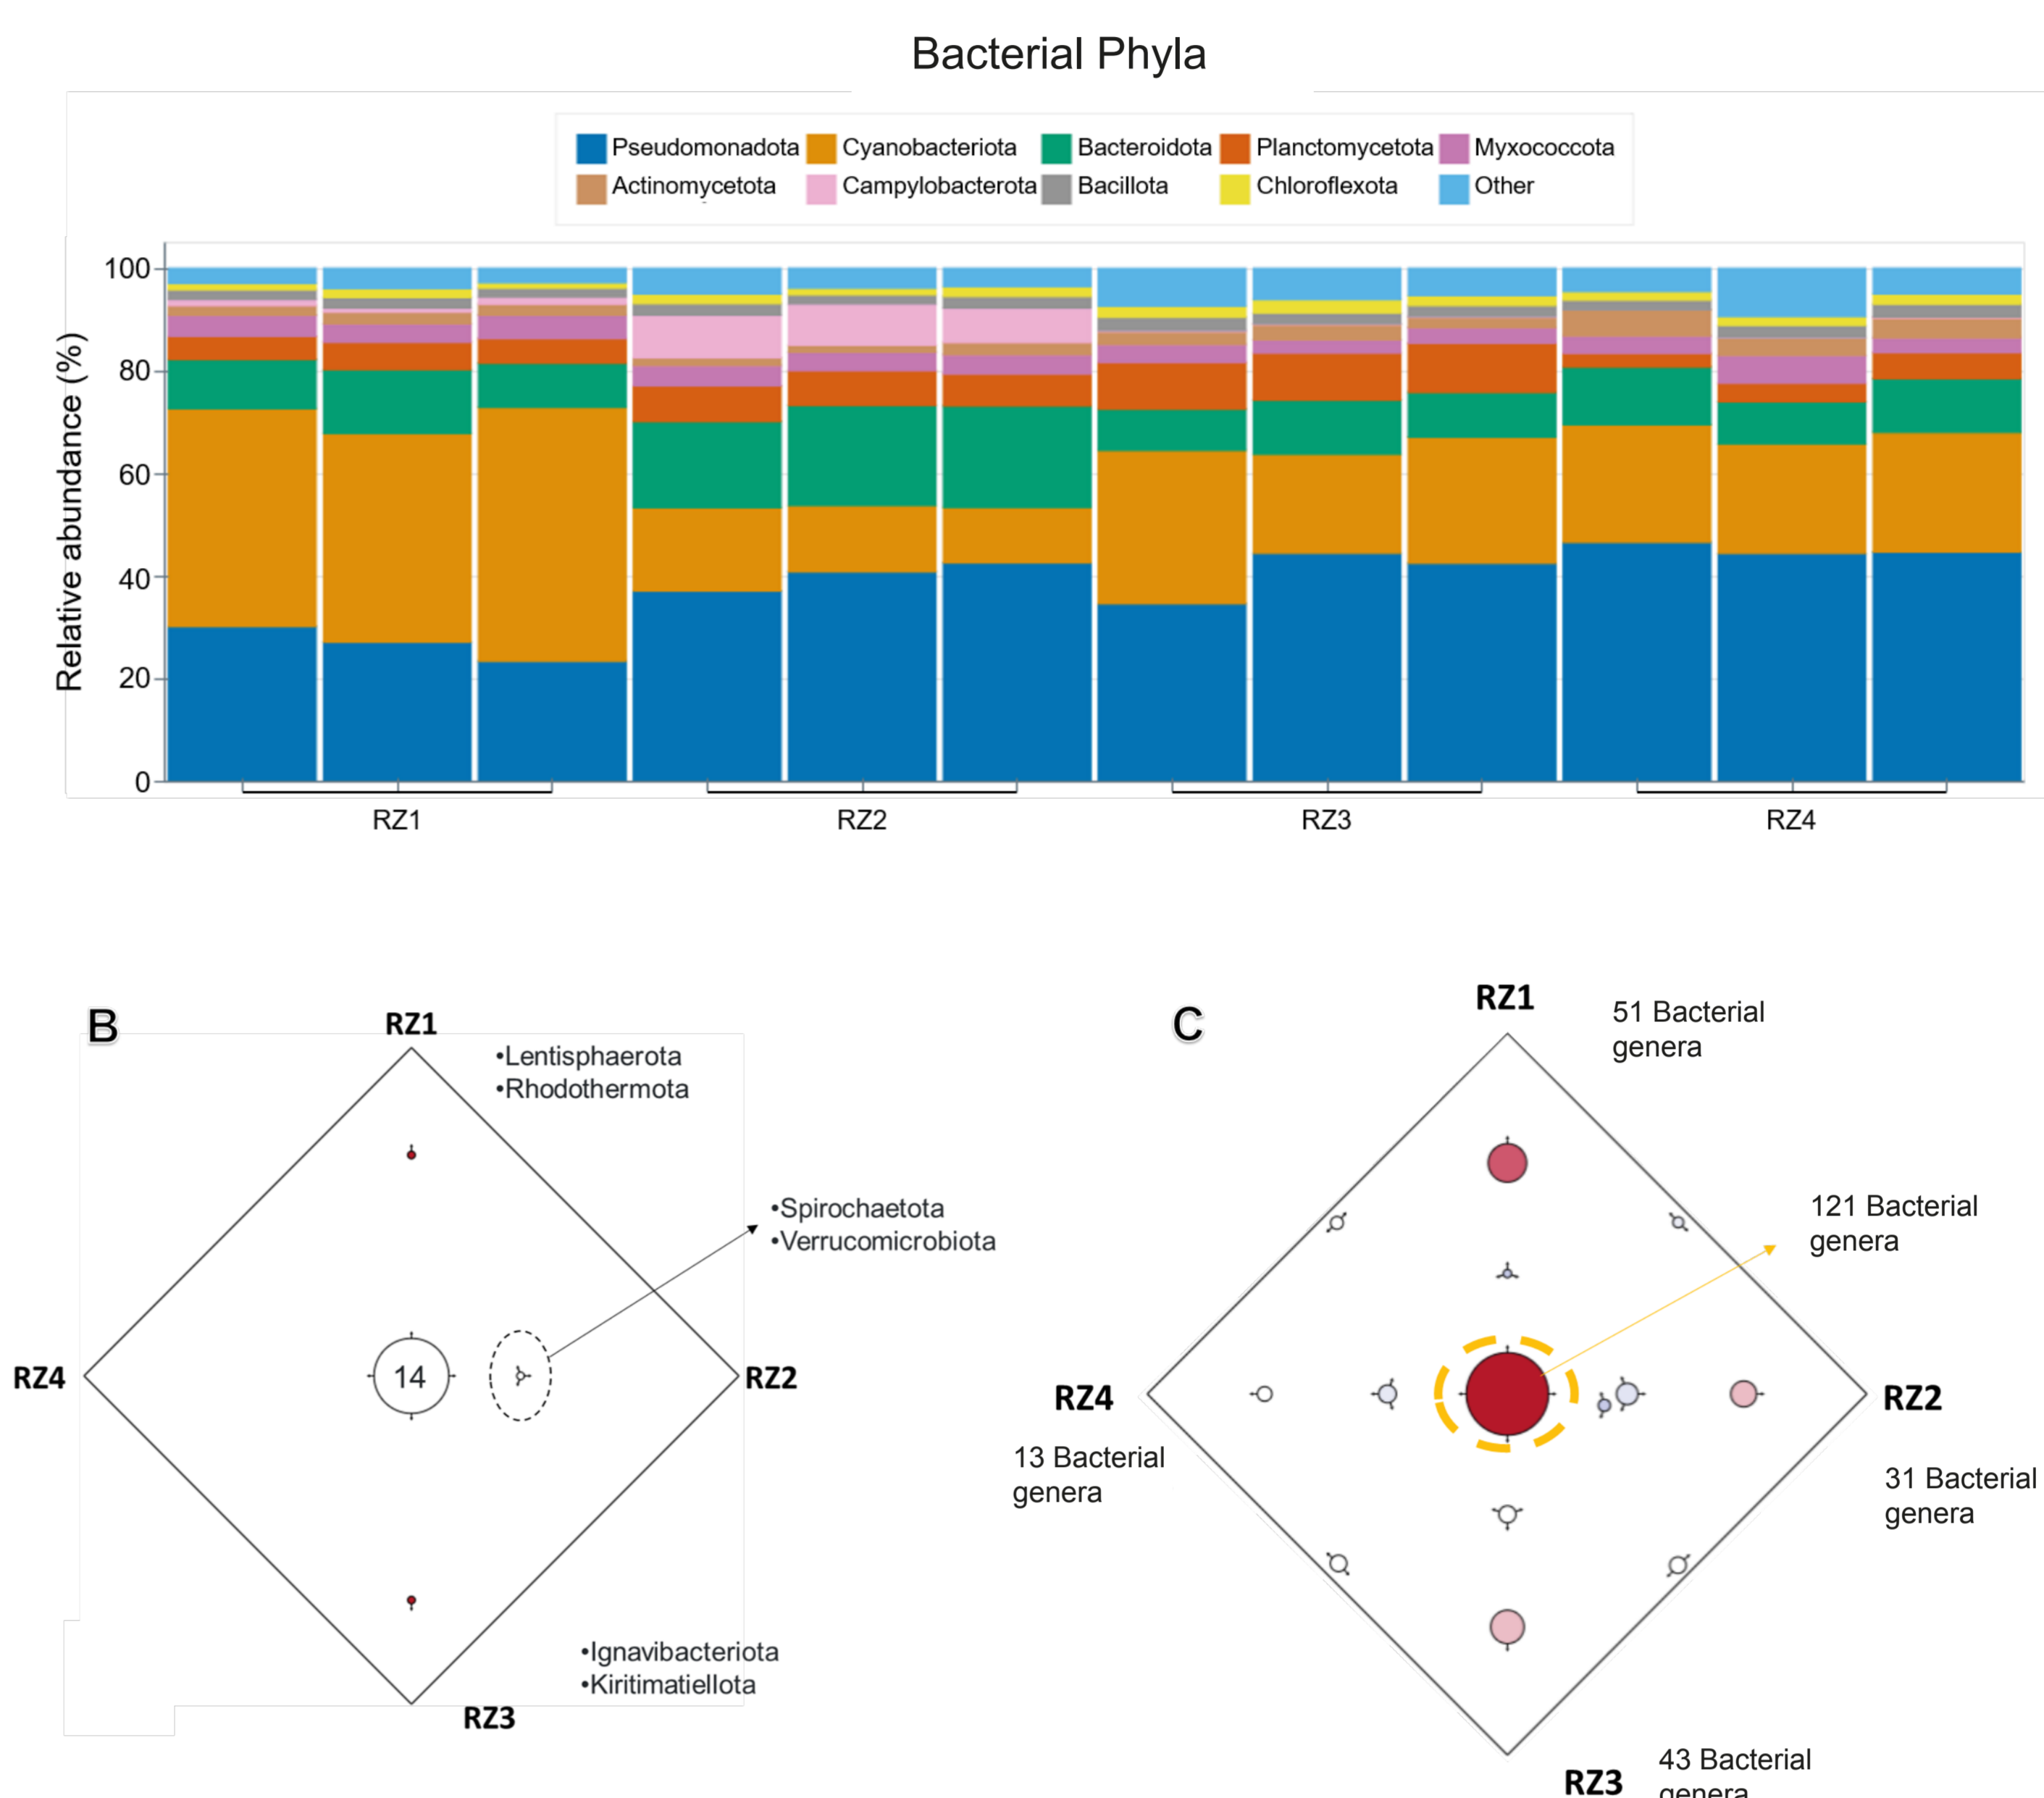 Bacterial Phyla
Pseudomonadota Cyanobacteriota Bacteroidota Planctomycetota Myxococcota
Actinomycetota Campylobacterota Bacillota Chloroflexota Other
Relative abundance (%)
100
80
60
40
20
0
RZ1 RZ2 RZ3 RZ4
B
RZ1
•Lentisphaerota
•Rhodothermota
•Spirochaetota
•Verrucomicrobiota
RZ4
14
RZ2
•Ignavibacteriota
•Kiritimatiellota
RZ3
C
RZ1
51 Bacterial
genera
121 Bacterial
genera
RZ4
RZ2
13 Bacterial
genera
31 Bacterial
genera
RZ3
43 Bacterial
genera